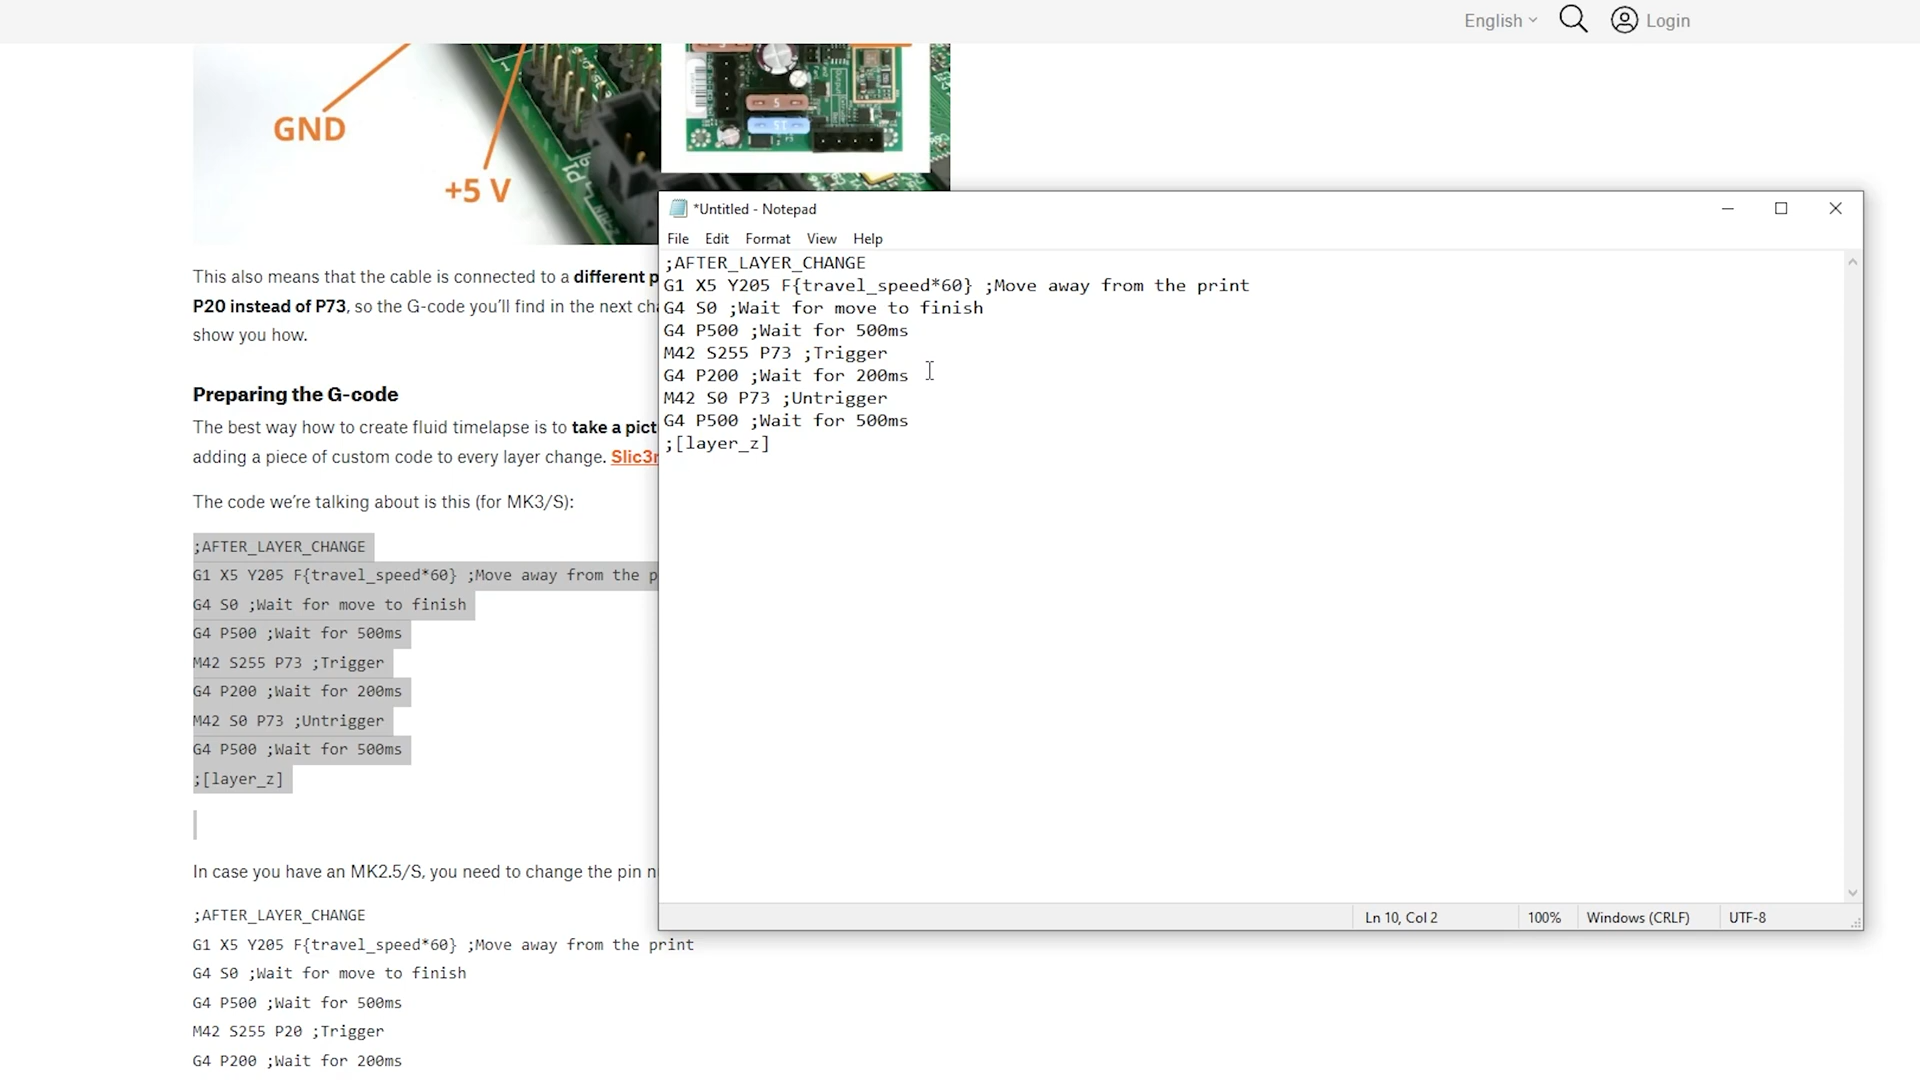 English
Login
GND
+5 V
This also means that the cable is connected to a different p
P20 instead of P73, so the G-code you'll find in the next cha
show you how.
Preparing the G-code
The best way how to create fluid timelapse is to take a pict
adding a piece of custom code to every layer change. Slic3r
The code we're talking about is this (for MK3/S):
;AFTER_LAYER_CHANGE
G1 X5 Y205 F{travel_speed*60} ;Move away from the p
G4 S0 ;Wait for move to finish
G4 P500 ;Wait for 500ms
M42 S255 P73 ;Trigger
G4 P200 ;Wait for 200ms
M42 S0 P73 ;Untrigger
G4 P500 ;Wait for 500ms
;[layer_z]
In case you have an MK2.5/S, you need to change the pin n
;AFTER_LAYER_CHANGE
G1 X5 Y205 F{travel_speed*60} ;Move away from the print
G4 S0 ;Wait for move to finish
G4 P500 ;Wait for 500ms
M42 S255 P20 ;Trigger
G4 P200 ;Wait for 200ms
*Untitled - Notepad
File Edit Format View Help
;AFTER_LAYER_CHANGE
G1 X5 Y205 F{travel_speed*60} ;Move away from the print
G4 S0 ;Wait for move to finish
G4 P500 ;Wait for 500ms
M42 S255 P73 ;Trigger
G4 P200 ;Wait for 200ms
M42 S0 P73 ;Untrigger
G4 P500 ;Wait for 500ms
;[layer_z]
Ln 10, Col 2
100%
Windows (CRLF)
UTF-8